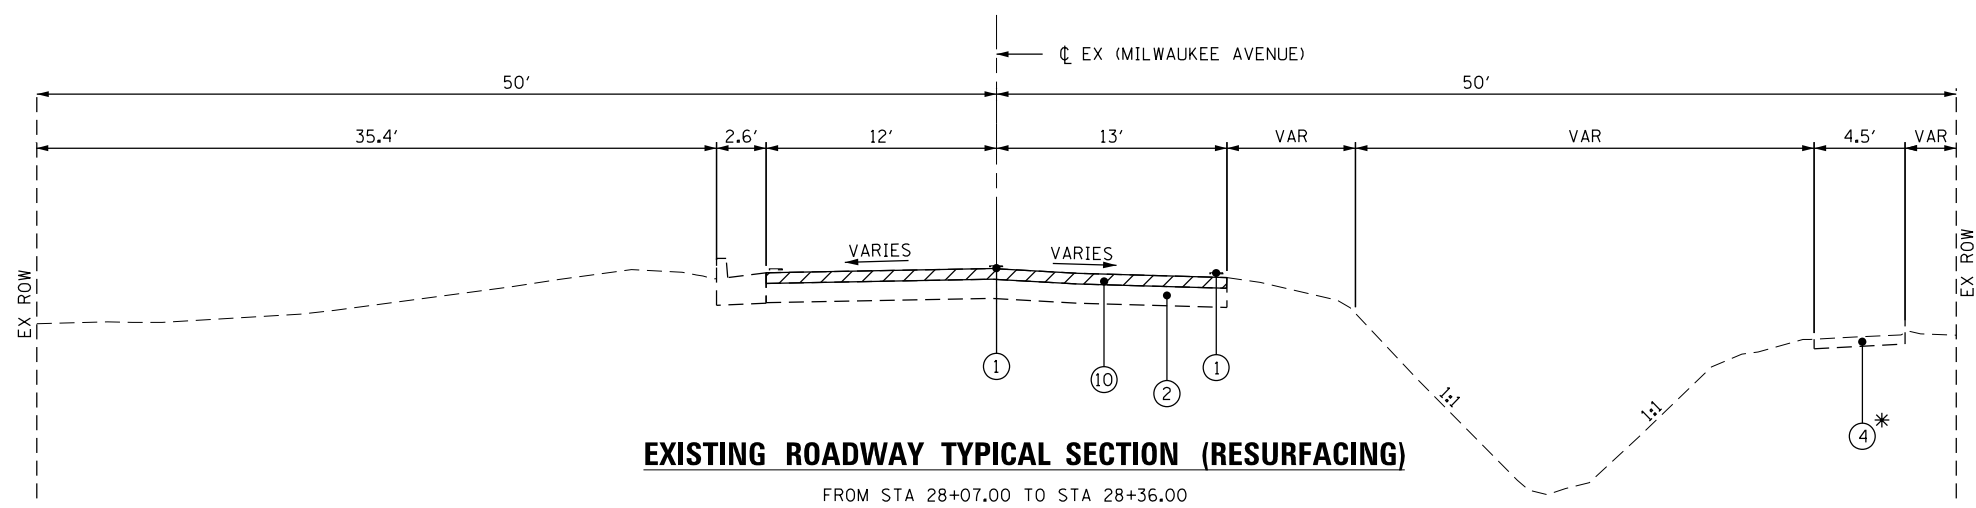 ℄ EX (MILWAUKEE AVENUE)
50' 50'
35.4' 2.6' 12' 13' VAR VAR 4.5' VAR
VARIES VARIES
EX ROW
EX ROW
1 10 2 1
1:1 1:1
4*
EXISTING ROADWAY TYPICAL SECTION (RESURFACING)
FROM STA 28+07.00 TO STA 28+36.00